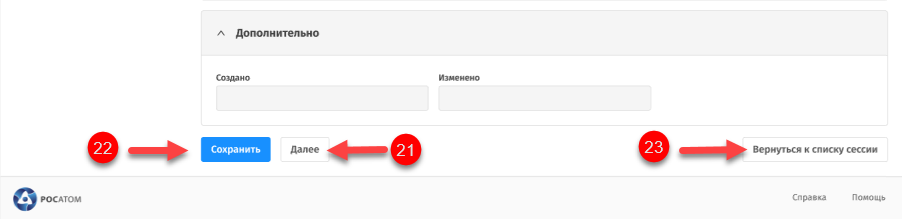 Дополнительно
Создано Изменено
22 Сохранить Далее 21 23 Вернуться к списку сессии
РОСАТОМ Справка Помощь